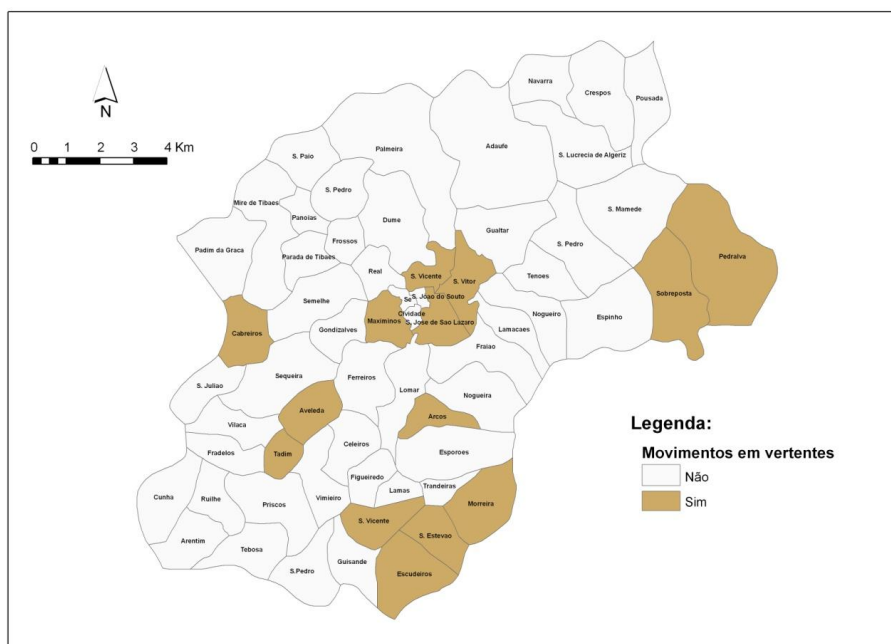 Navarra
Crespos
Pousada
S. Paio
Palmeira
Adaufe
S. Lucrecia de Algeriz
S. Pedro
Mire de Tibaes
Panoias
Dume
S. Mamede
Gualtar
Frossos
S. Pedro
Padim da Graca
Parada de Tibaes
Real
S. Vicente
S. Vitor
Tenoes
Pedralva
Sobreposta
Semelhe
Se
S. Joao do Souto
Cividade
Maximinos
S. Jose de Sao Lazaro
Nogueiro
Espinho
Cabreiros
Gondizalves
Lamacaes
Fraiao
Sequeira
Ferreiros
Lomar
Nogueira
S. Juliao
Aveleda
Arcos
Vilaca
Celeiros
Esporoes
Fradelos
Tadim
Figueiredo
Lamas
Trandeiras
Cunha
Ruilhe
Priscos
Vimieiro
Morreira
S. Vicente
S. Estevao
Arentim
Tebosa
S.Pedro
Guisande
Escudeiros
N
0 1 2 3 4 Km
Legenda:
Movimentos em vertentes
Não
Sim